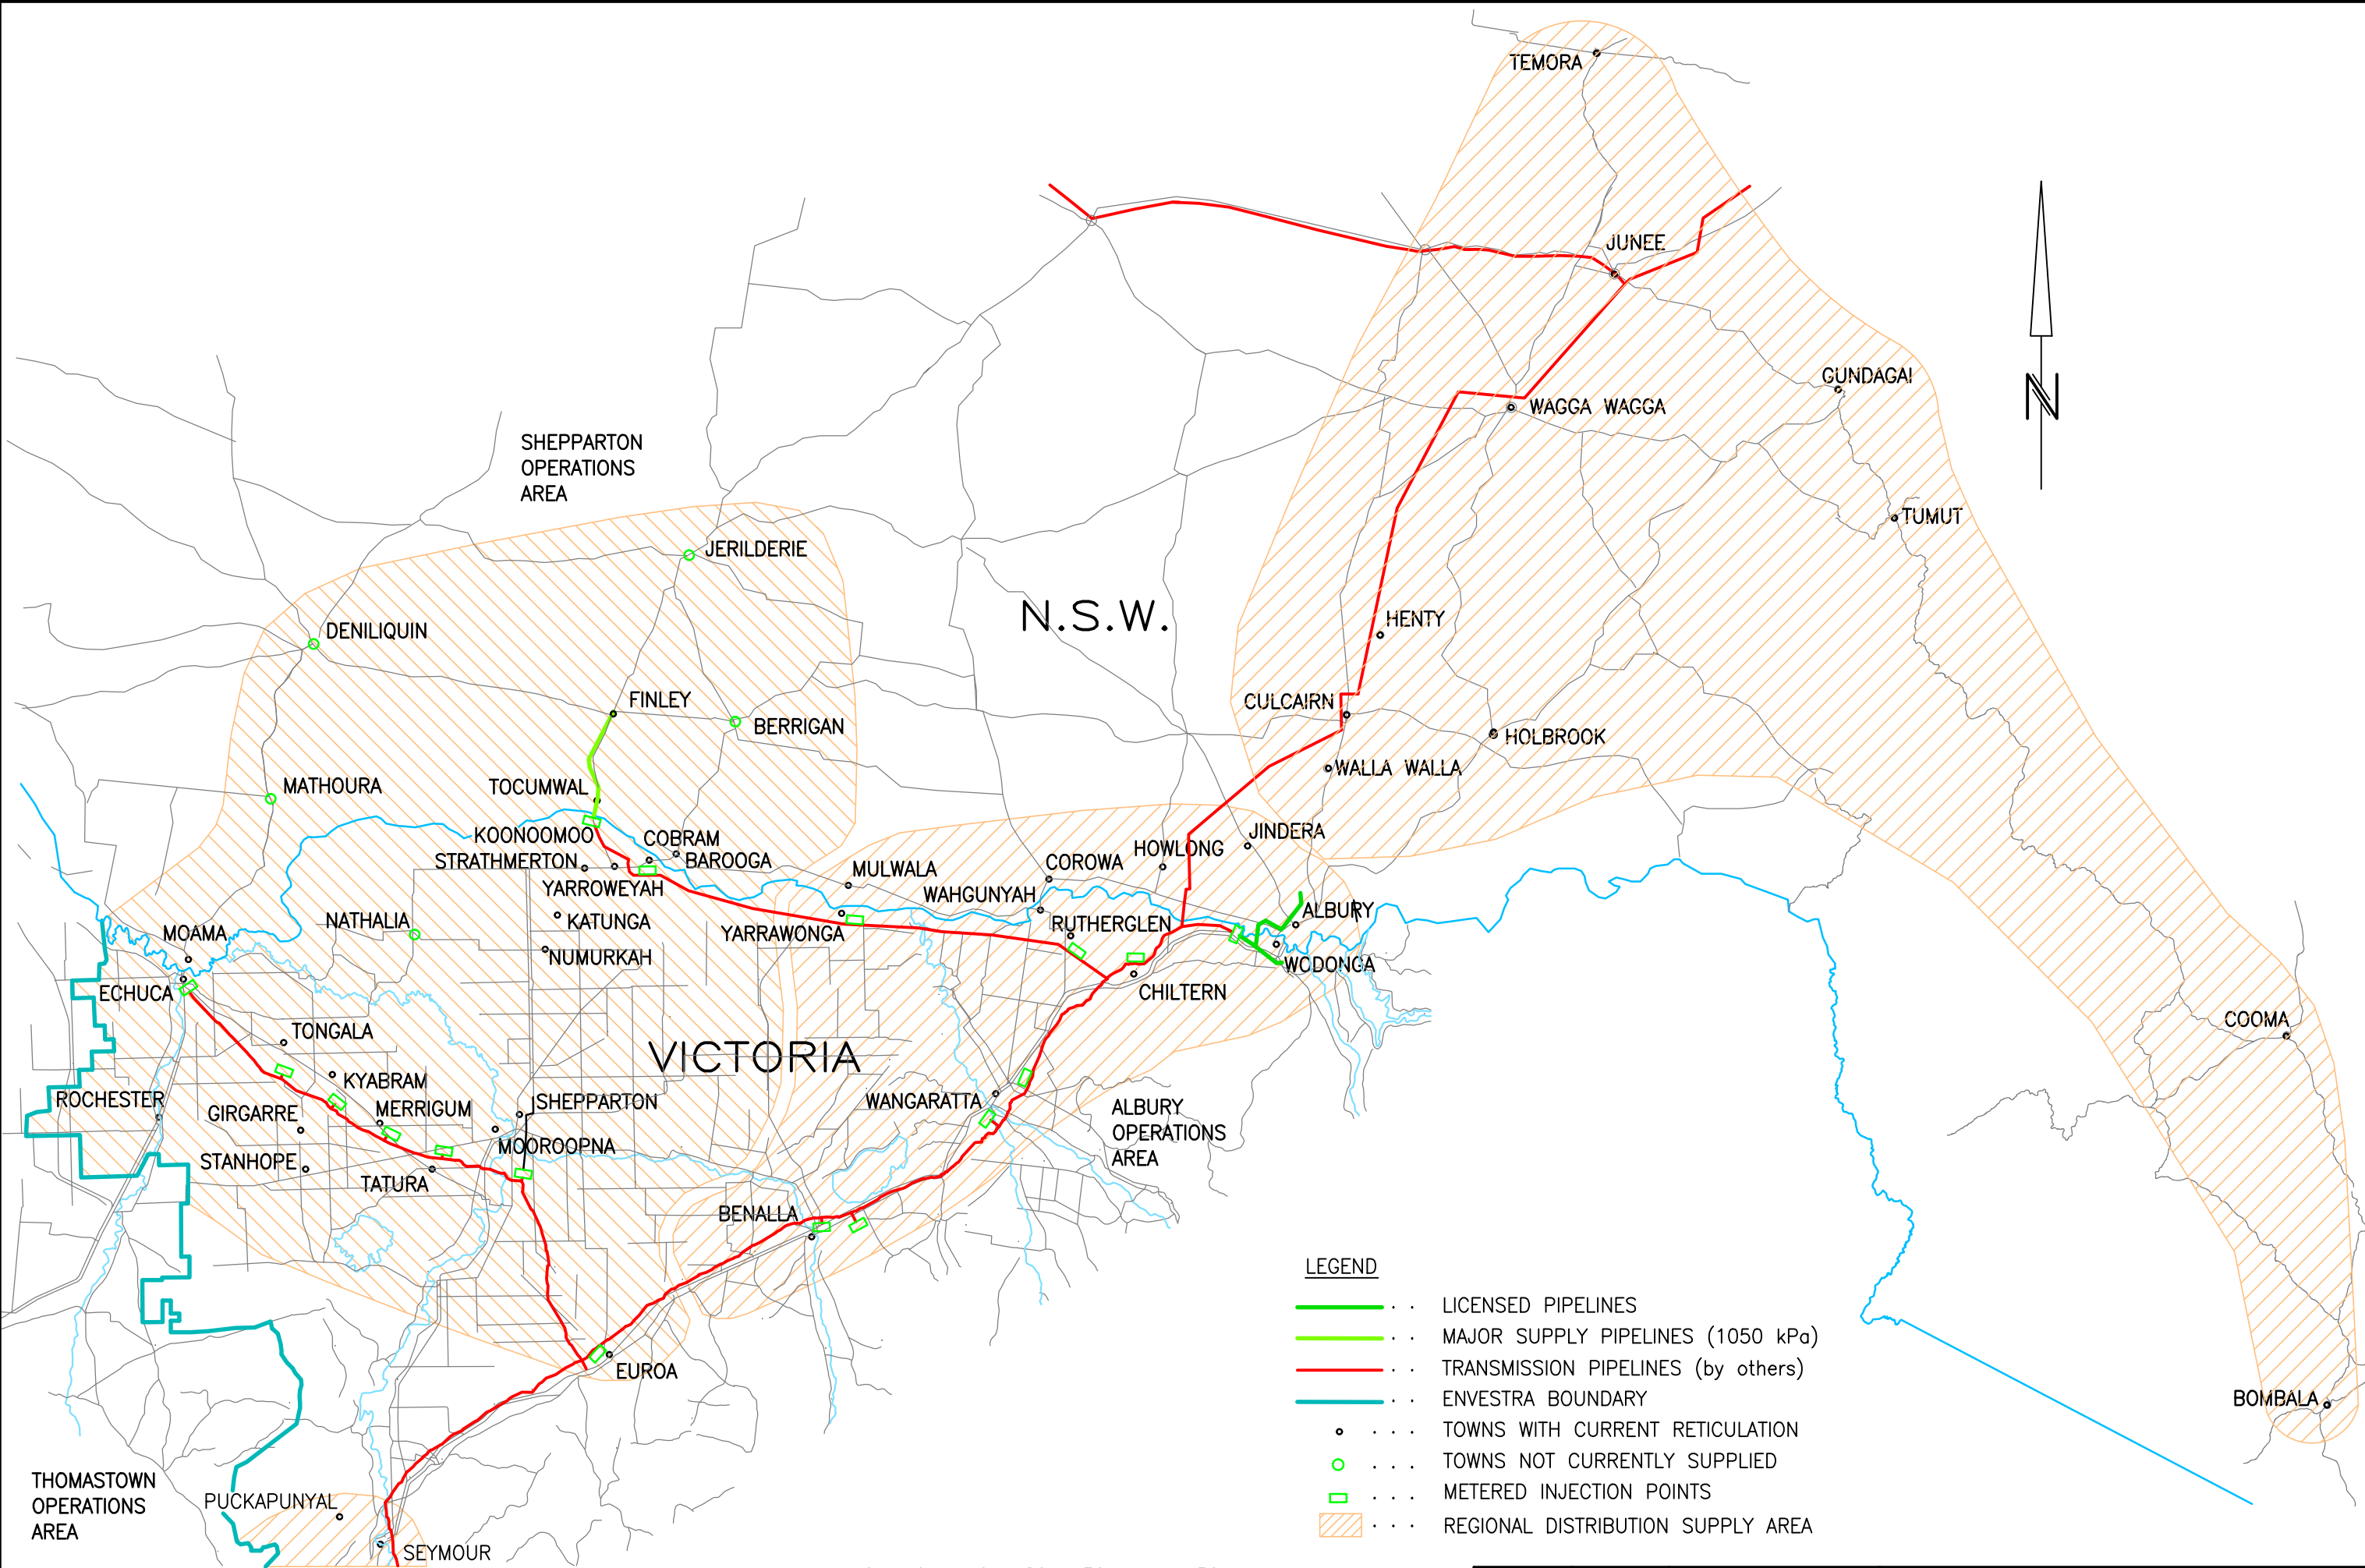 TEMORA
JUNEE
GUNDAGAI
WAGGA WAGGA
N
SHEPPARTON
OPERATIONS
AREA
TUMUT
JERILDERIE
N.S.W.
HENTY
DENILIQUIN
FINLEY
BERRIGAN
CULCAIRN
HOLBROOK
WALLA WALLA
MATHOURA
TOCUMWAL
KOONOOMOO
COBRAM
STRATHMERTON
BAROOGA
YARROWEYAH
JINDERA
HOWLONG
COROWA
MULWALA
WAHGUNYAH
KATUNGA
NATHALIA
MOAMA
YARRAWONGA
RUTHERGLEN
ALBURY
NUMURKAH
WODONGA
ECHUCA
CHILTERN
TONGALA
VICTORIA
COOMA
KYABRAM
ROCHESTER
GIRGARRE
MERRIGUM
SHEPPARTON
WANGARATTA
ALBURY
OPERATIONS
AREA
MOOROOPNA
STANHOPE
TATURA
BENALLA
EUROA
BOMBALA
THOMASTOWN
OPERATIONS
AREA
PUCKAPUNYAL
SEYMOUR
LEGEND
LICENSED PIPELINES
MAJOR SUPPLY PIPELINES (1050 kPa)
TRANSMISSION PIPELINES (by others)
ENVESTRA BOUNDARY
TOWNS WITH CURRENT RETICULATION
TOWNS NOT CURRENTLY SUPPLIED
METERED INJECTION POINTS
REGIONAL DISTRIBUTION SUPPLY AREA